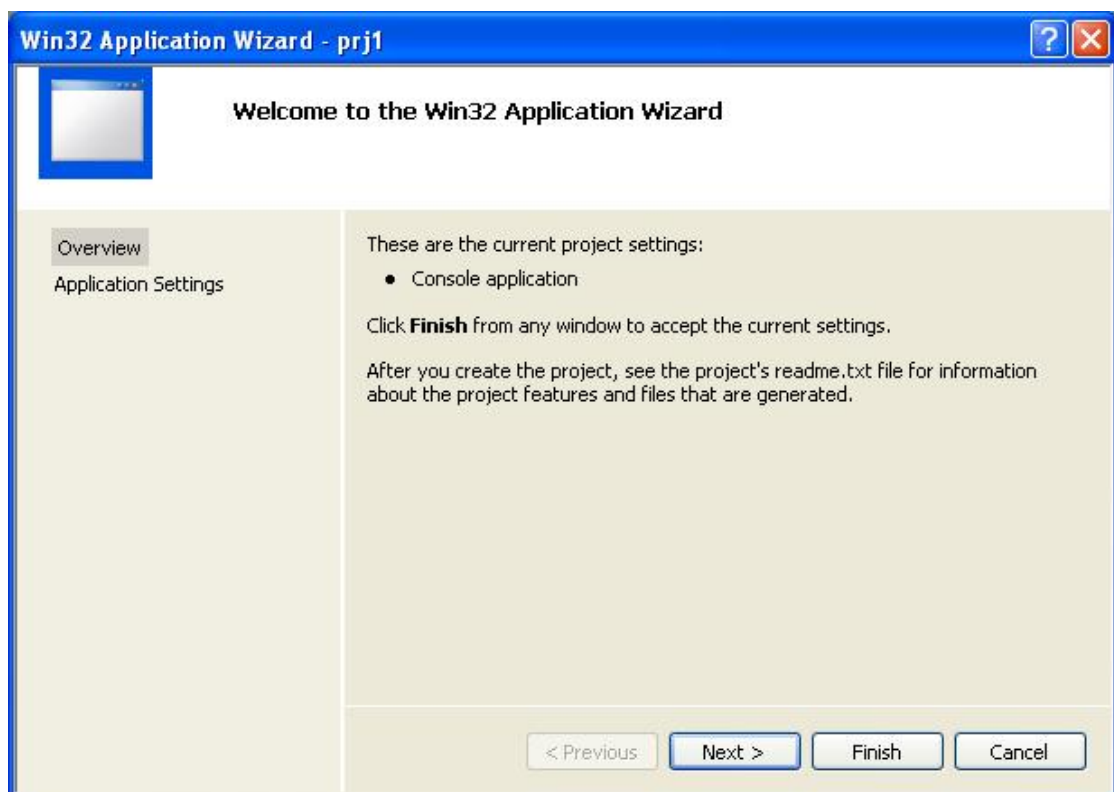 Win32 Application Wizard - prj1
?
Welcome to the Win32 Application Wizard
Overview
Application Settings
These are the current project settings:
● Console application
Click Finish from any window to accept the current settings.
After you create the project, see the project's readme.txt file for information
about the project features and files that are generated.
< Previous
Next >
Finish
Cancel